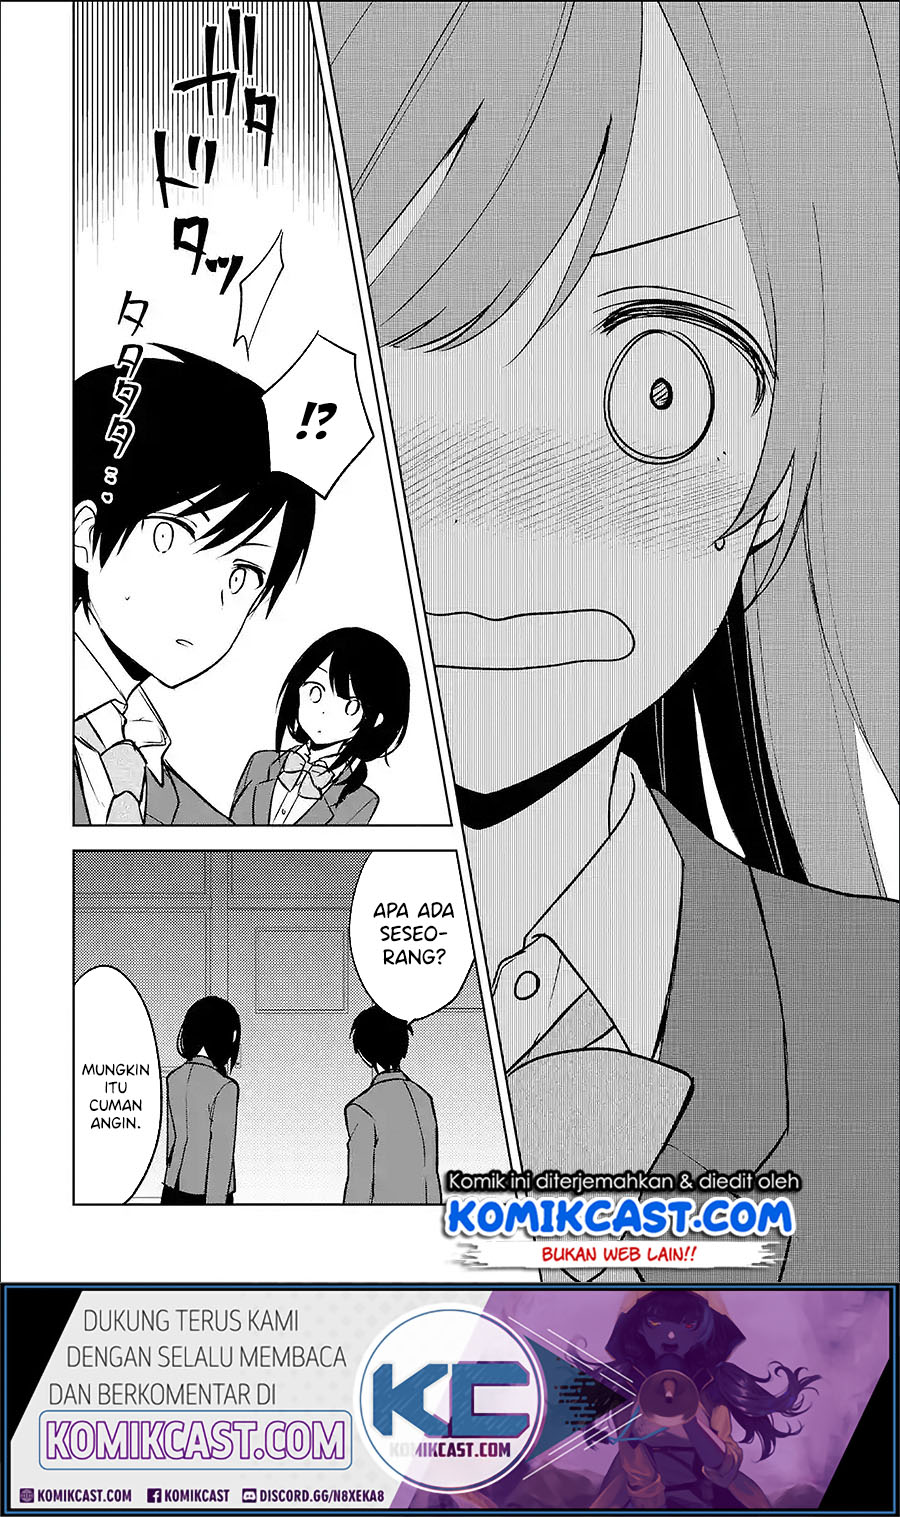 ガタ
ドタ
タッ
タタタタ…
!?
APA ADA
SESEO-
RANG?
MUNGKIN
ITU
CUMAN
ANGIN.
Komik ini diterjemahkan & diedit oleh
KOMIKCAST.COM
BUKAN WEB LAIN!!
DUKUNG TERUS KAMI
DENGAN SELALU MEMBACA
DAN BERKOMENTAR DI
KOMIKCAST.COM
KC
KOMIKCAST.COM
KOMIKCAST.COM
KOMIKCAST
DISCORD.GG/N8XEKA8